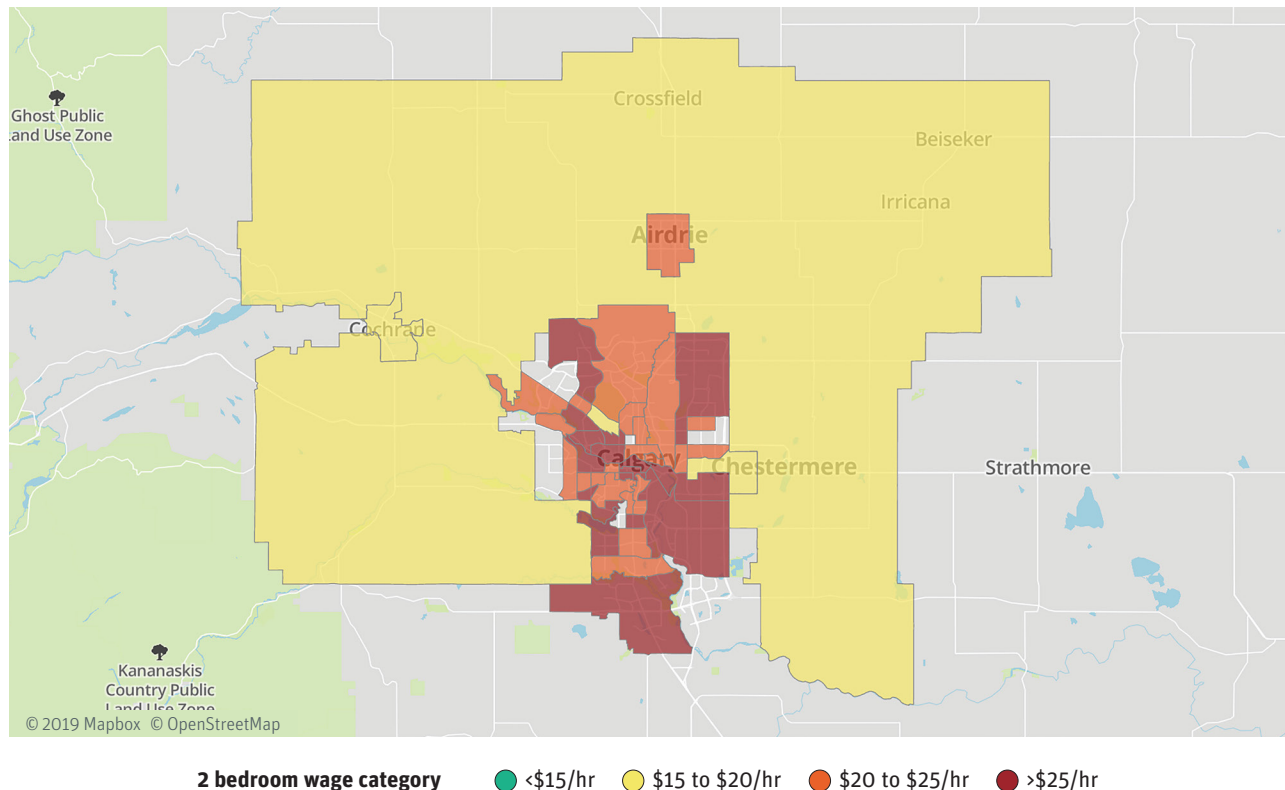 Crossfield
Ghost Public
Land Use Zone
Beiseker
Irricana
Airdrie
Cochrane
Calgary
Chestermere
Strathmore
Kananaskis
Country Public
Land Use Zone
© 2019 Mapbox © OpenStreetMap
2 bedroom wage category <$15/hr $15 to $20/hr $20 to $25/hr >$25/hr